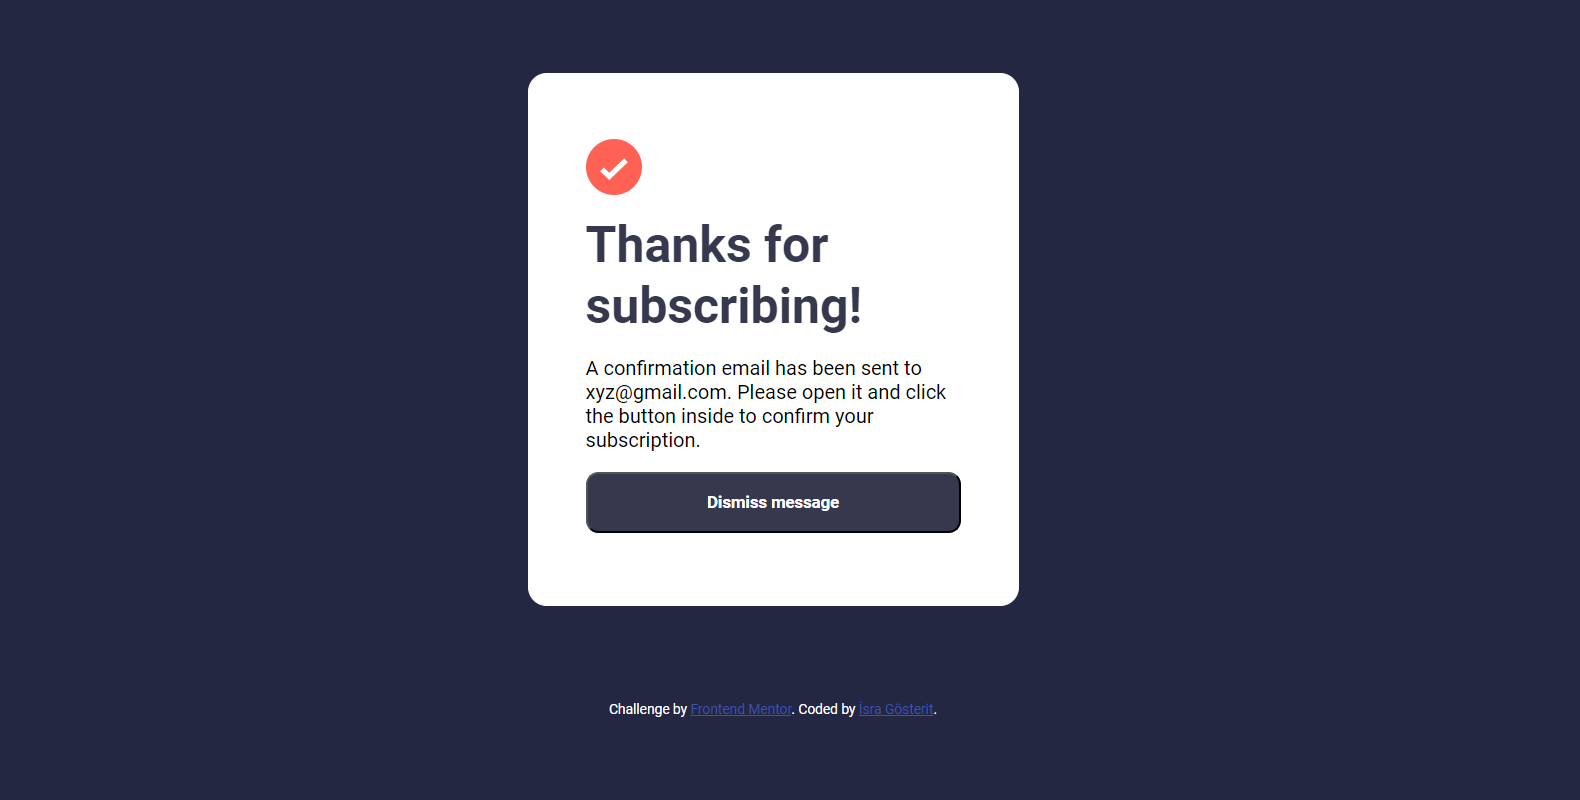 Thanks for
subscribing!
A confirmation email has been sent to
xyz@gmail.com. Please open it and click
the button inside to confirm your
subscription.
Dismiss message
Challenge by Frontend Mentor. Coded by İsra Gösterit.